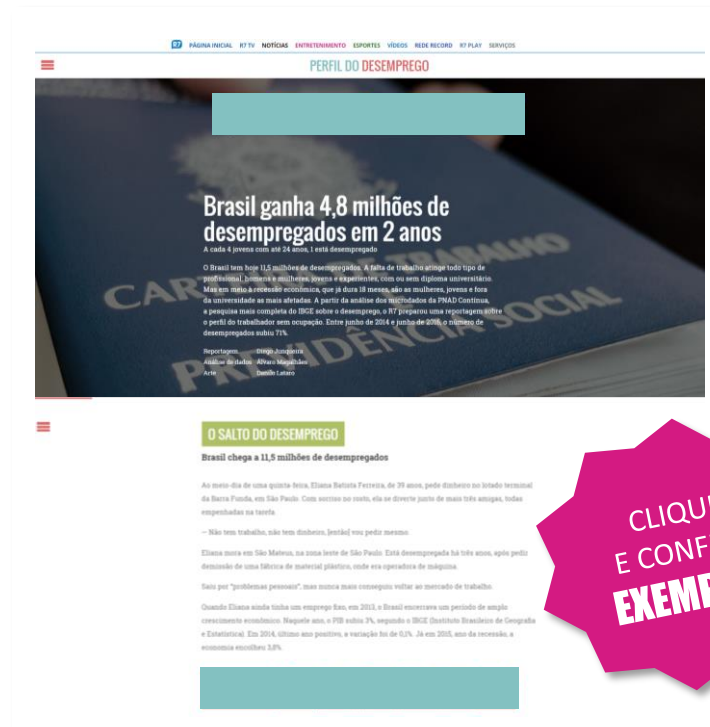 R7 PÁGINA INICIAL R7 TV NOTÍCIAS ENTRETENIMENTO ESPORTES VÍDEOS REDE RECORD R7 PLAY SERVIÇOS
PERFIL DO DESEMPREGO
Brasil ganha 4,8 milhões de
desempregados em 2 anos
A cada 4 jovens com até 24 anos, 1 está desempregado
O Brasil tem hoje 11,5 milhões de desempregados. A falta de trabalho atinge todo tipo de
profissional: homens e mulheres, jovens e experientes, com ou sem diploma universitário.
Mas em meio à recessão econômica, que já dura 18 meses, são as mulheres, jovens e fora
da universidade as mais afetadas. A partir da análise dos microdados da PNAD Contínua,
a pesquisa mais completa do IBGE sobre o desemprego, o R7 preparou uma reportagem sobre
o perfil do trabalhador sem ocupação. Entre junho de 2014 e junho de 2016, o número de
desempregados subiu 71%.
Reportagem Diego Junqueira
Análise de dados Alvaro Magalhães
Arte Danilo Lataro
CARTEIRA DE TRABALHO
PREVIDÊNCIA SOCIAL
O SALTO DO DESEMPREGO
Brasil chega a 11,5 milhões de desempregados
Ao meio-dia de uma quinta-feira, Eliana Batista Ferreira, de 39 anos, pede dinheiro no lotado terminal
da Barra Funda, em São Paulo. Com sorriso no rosto, ela se diverte junto de mais três amigas, todas
empenhadas na tarefa.
— Não tem trabalho, não tem dinheiro, [então] vou pedir mesmo.
Eliana mora em São Mateus, na zona leste de São Paulo. Está desempregada há três anos, após pedir
demissão de uma fábrica de material plástico, onde era operadora de máquina.
Saiu por "problemas pessoais", mas nunca mais conseguiu voltar ao mercado de trabalho.
Quando Eliana ainda tinha um emprego fixo, em 2013, o Brasil encerrava um período de amplo
crescimento econômico. Naquele ano, o PIB subiu 3%, segundo o IBGE (Instituto Brasileiro de Geografia
e Estatística). Em 2014, último ano positivo, a variação foi de 0,1%. Já em 2015, ano da recessão, a
economia encolheu 3,8%.
CLIQU
E CONF
EXEMP